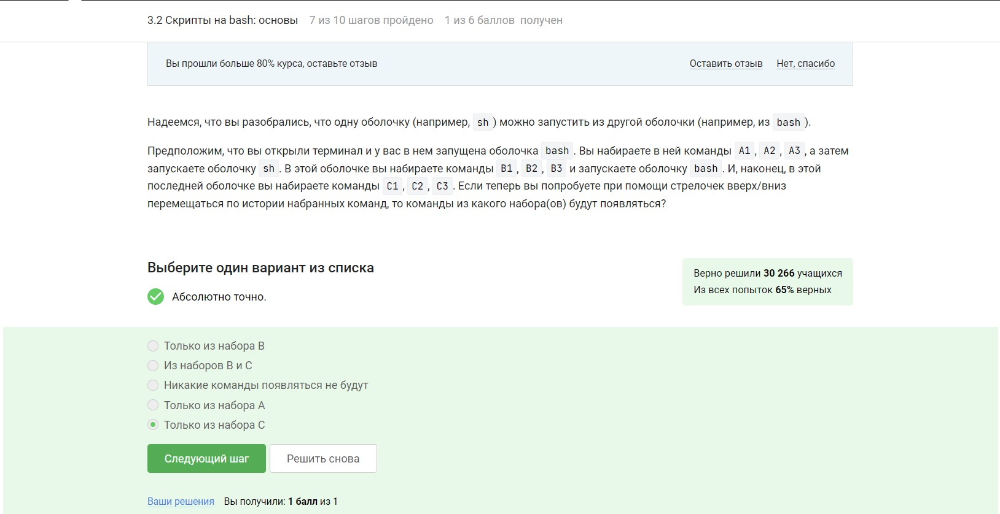 3.2 Скрипты на bash: основы 7 из 10 шагов пройдено 1 из 6 баллов получен
Вы прошли больше 80% курса, оставьте отзыв Оставить отзыв Нет, спасибо
Надеемся, что вы разобрались, что одну оболочку (например, sh) можно запустить из другой оболочки (например, из bash).
Предположим, что вы открыли терминал и у вас в нем запущена оболочка bash. Вы набираете в ней команды A1, A2, A3, а затем
запускаете оболочку sh. В этой оболочке вы набираете команды B1, B2, B3 и запускаете оболочку bash. И, наконец, в этой
последней оболочке вы набираете команды C1, C2, C3. Если теперь вы попробуете при помощи стрелочек вверх/вниз
перемещаться по истории набранных команд, то команды из какого набора(ов) будут появляться?
Выберите один вариант из списка
Абсолютно точно.
Верно решили 30 266 учащихся
Из всех попыток 65% верных
Только из набора B
Из наборов B и C
Никакие команды появляться не будут
Только из набора A
Только из набора C
Следующий шаг Решить снова
Ваши решения Вы получили: 1 балл из 1